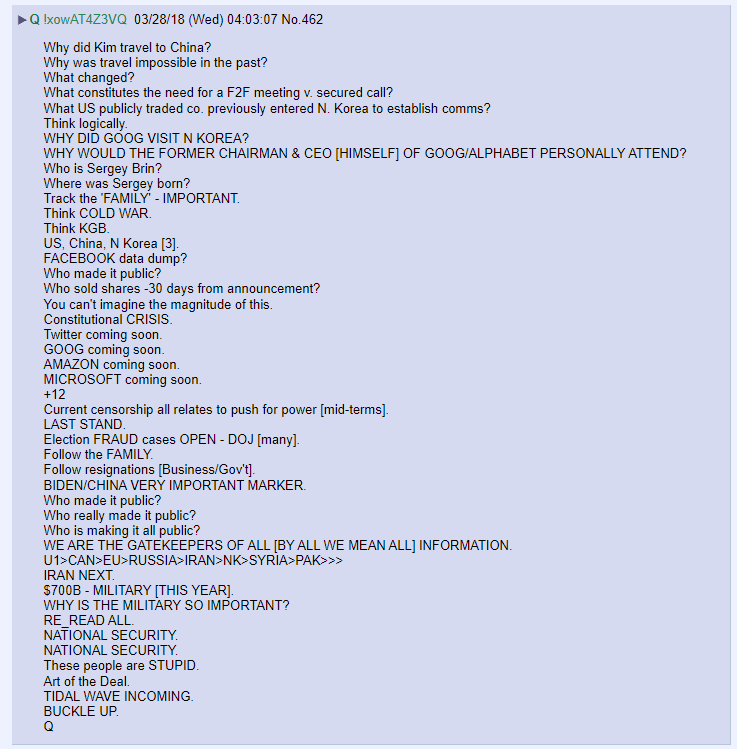 ▶Q !xowAT4Z3VQ 03/28/18 (Wed) 04:03:07 No.462
Why did Kim travel to China?
Why was travel impossible in the past?
What changed?
What constitutes the need for a F2F meeting v. secured call?
What US publicly traded co. previously entered N. Korea to establish comms?
Think logically.
WHY DID GOOG VISIT N KOREA?
WHY WOULD THE FORMER CHAIRMAN & CEO [HIMSELF] OF GOOG/ALPHABET PERSONALLY ATTEND?
Who is Sergey Brin?
Where was Sergey born?
Track the 'FAMILY' - IMPORTANT.
Think COLD WAR.
Think KGB.
US, China, N Korea [3].
FACEBOOK data dump?
Who made it public?
Who sold shares -30 days from announcement?
You can't imagine the magnitude of this.
Constitutional CRISIS.
Twitter coming soon.
GOOG coming soon.
AMAZON coming soon.
MICROSOFT coming soon.
+12
Current censorship all relates to push for power [mid-terms].
LAST STAND.
Election FRAUD cases OPEN - DOJ [many].
Follow the FAMILY.
Follow resignations [Business/Gov't].
BIDEN/CHINA VERY IMPORTANT MARKER.
Who made it public?
Who really made it public?
Who is making it all public?
WE ARE THE GATEKEEPERS OF ALL [BY ALL WE MEAN ALL] INFORMATION.
U1>CAN>EU>RUSSIA>IRAN>NK>SYRIA>PAK>>>
IRAN NEXT.
$700B - MILITARY [THIS YEAR].
WHY IS THE MILITARY SO IMPORTANT?
RE_READ ALL.
NATIONAL SECURITY.
NATIONAL SECURITY.
These people are STUPID.
Art of the Deal.
TIDAL WAVE INCOMING.
BUCKLE UP.
Q